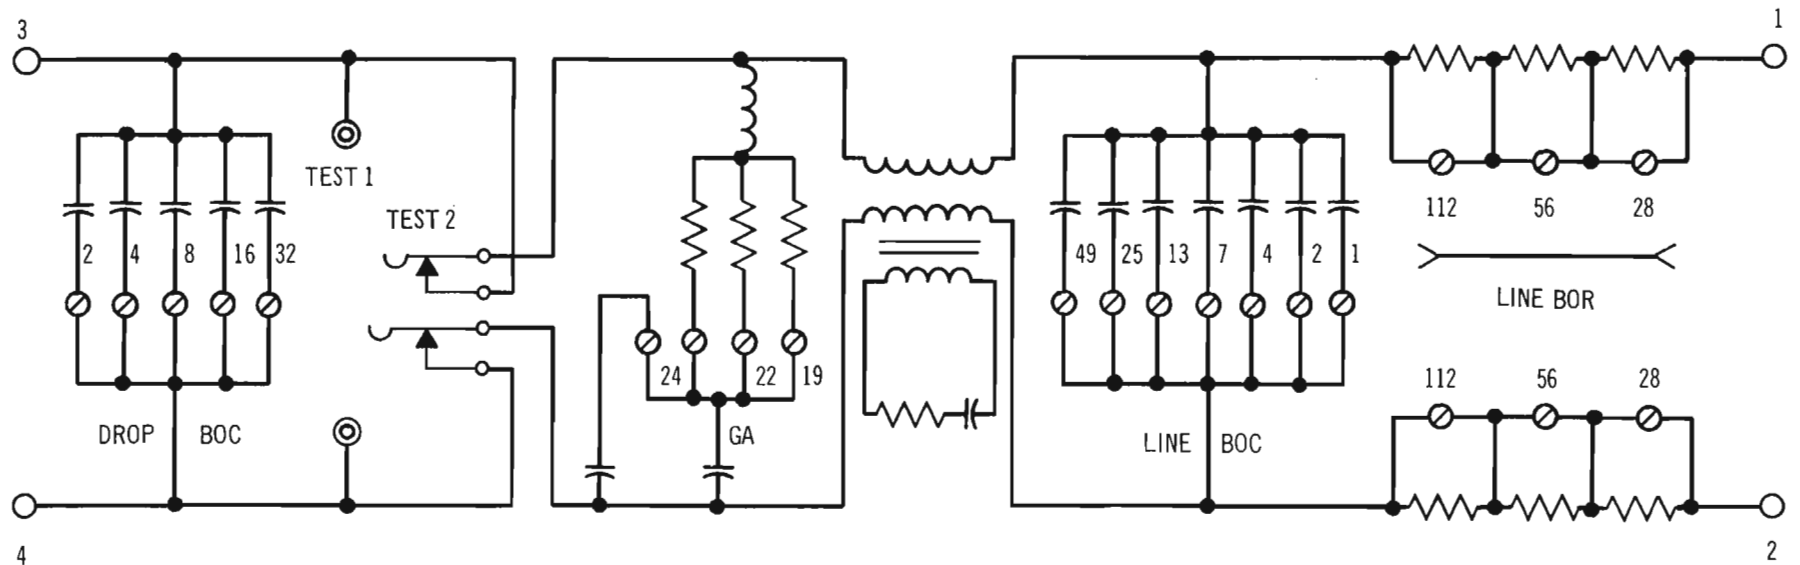 3
1
TEST 1
TEST 2
112 56 28
2 4 8 16 32
49 25 13 7 4 2 1
LINE BOR
24 22 19
112 56 28
DROP BOC
GA
LINE BOC
4
2